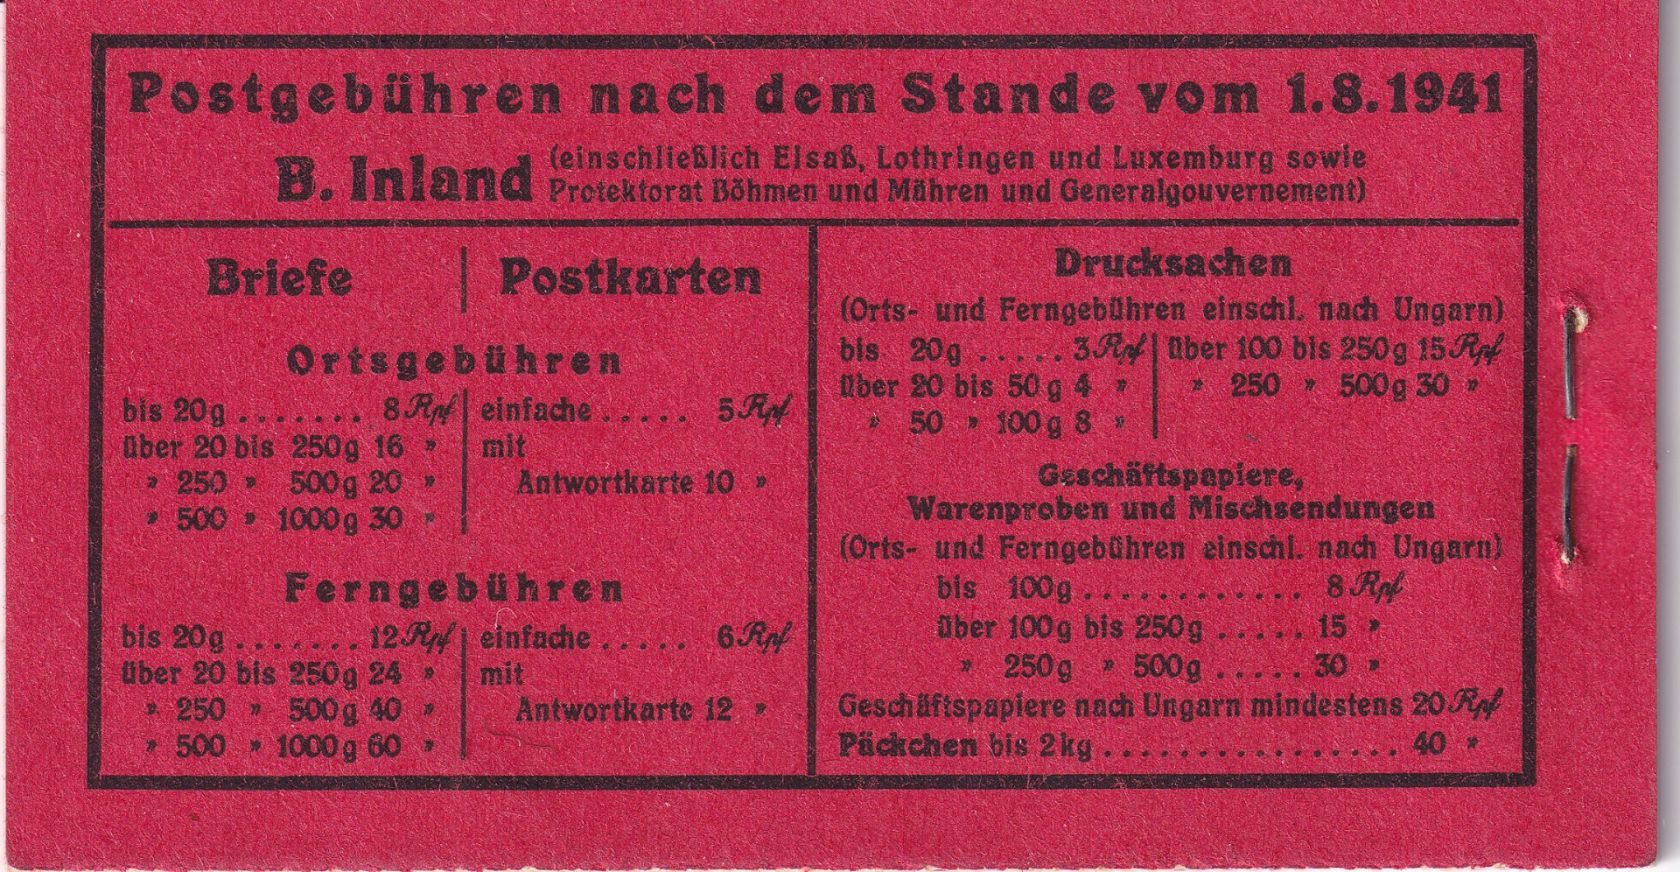 Postgebühren nach dem Stande vom 1.8.1941
B. Inland (einschließlich Elsaß, Lothringen und Luxemburg sowie
Protektorat Böhmen und Mähren und Generalgouvernement)
Briefe
Postkarten
Ortsgebühren
bis 20g ....... 8 Rpf
über 20 bis 250g 16 "
" 250 " 500g 20 "
" 500 " 1000g 30 "
einfache ..... 5 Rpf
mit
Antwortkarte 10 "
Ferngebühren
bis 20g ....... 12 Rpf
über 20 bis 250g 24 "
" 250 " 500g 40 "
" 500 " 1000g 60 "
einfache ..... 6 Rpf
mit
Antwortkarte 12 "
Drucksachen
(Orts- und Ferngebühren einschl. nach Ungarn)
bis 20g ..... 3 Rpf
über 20 bis 50g 4 "
" 50 " 100g 8 "
über 100 bis 250g 15 Rpf
" 250 " 500g 30 "
Geschäftspapiere,
Warenproben und Mischsendungen
(Orts- und Ferngebühren einschl. nach Ungarn)
bis 100g ............ 8 Rpf
über 100g bis 250g ..... 15 "
" 250g " 500g ..... 30 "
Geschäftspapiere nach Ungarn mindestens 20 Rpf
Päckchen bis 2kg ................ 40 "